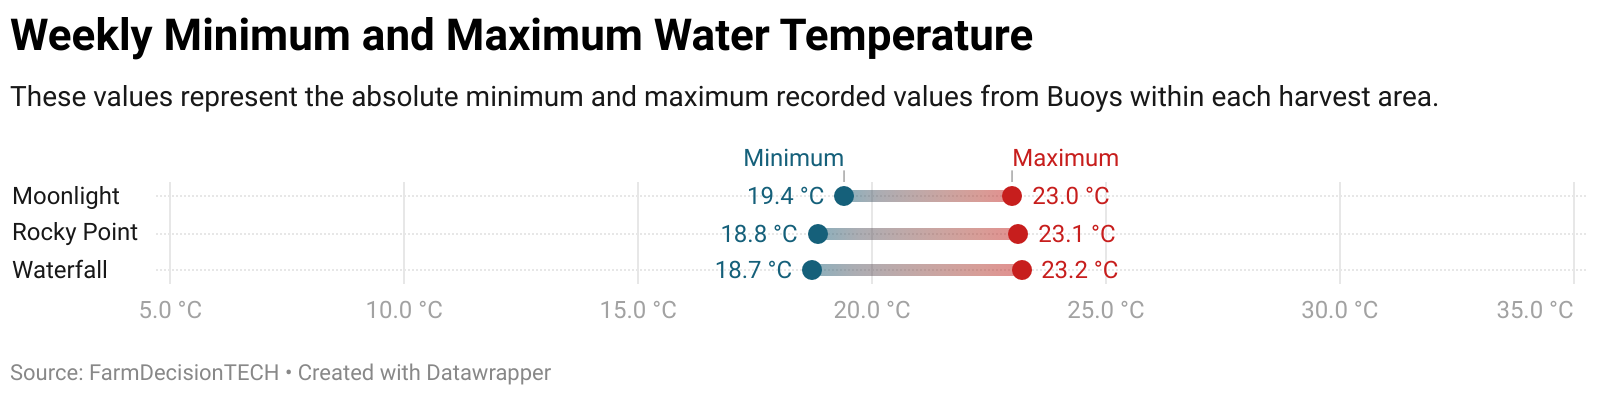 Weekly Minimum and Maximum Water Temperature
These values represent the absolute minimum and maximum recorded values from Buoys within each harvest area.
Minimum Maximum
Moonlight 19.4 °C 23.0 °C
Rocky Point 18.8 °C 23.1 °C
Waterfall 18.7 °C 23.2 °C
5.0 °C 10.0 °C 15.0 °C 20.0 °C 25.0 °C 30.0 °C 35.0 °C
Source: FarmDecisionTECH • Created with Datawrapper